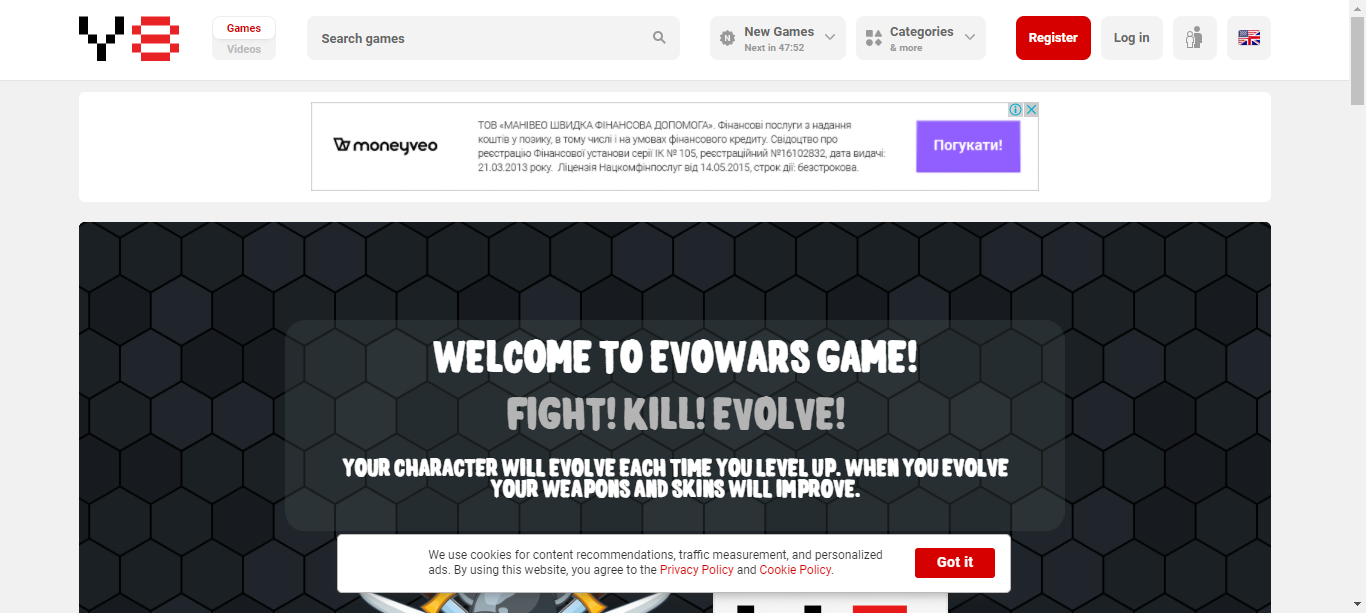 Y8
Games
Videos
Search games
New Games
Next in 47:52
Categories
& more
Register
Log in
moneyveo
ТОВ «МАНІВЕО ШВИДКА ФІНАНСОВА ДОПОМОГА». Фінансові послуги з надання
коштів у позику, в тому числі і на умовах фінансового кредиту. Свідоцтво про
реєстрацію Фінансової установи серії ІК № 105, реєстраційний №16102832, дата видачі:
21.03.2013 року. Ліцензія Нацкомфінпослуг від 14.05.2015, строк дії: безстрокова.
Погукати!
WELCOME TO EVOWARS GAME!
FIGHT! KILL! EVOLVE!
YOUR CHARACTER WILL EVOLVE EACH TIME YOU LEVEL UP. WHEN YOU EVOLVE
YOUR WEAPONS AND SKINS WILL IMPROVE.
We use cookies for content recommendations, traffic measurement, and personalized
ads. By using this website, you agree to the Privacy Policy and Cookie Policy.
Got it